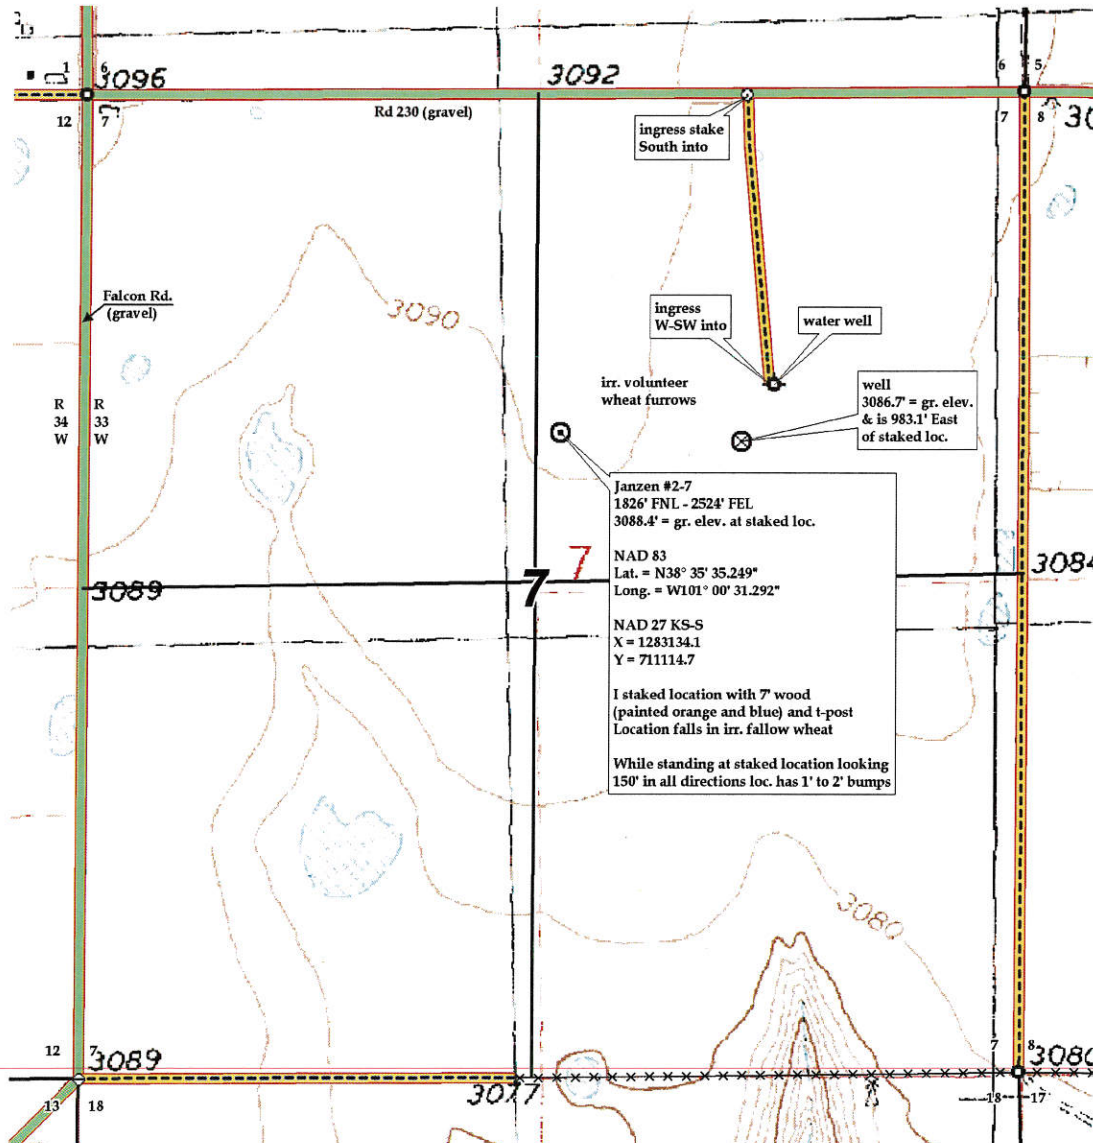 1 6
3096
3092
6 5
12 7
Rd 230 (gravel)
7 8
ingress stake
South into
Falcon Rd.
(gravel)
3090
ingress
W-SW into
water well
irr. volunteer
wheat furrows
well
3086.7' = gr. elev.
& is 983.1' East
of staked loc.
R R
34 33
W W
Janzen #2-7
1826' FNL - 2524' FEL
3088.4' = gr. elev. at staked loc.
NAD 83
Lat. = N38° 35' 35.249"
Long. = W101° 00' 31.292"
NAD 27 KS-S
X = 1283134.1
Y = 711114.7
I staked location with 7' wood
(painted orange and blue) and t-post
Location falls in irr. fallow wheat
While standing at staked location looking
150' in all directions loc. has 1' to 2' bumps
7
7
3084
3089
3080
12 7
3089
7 8
3080
3077
13 18
18 17